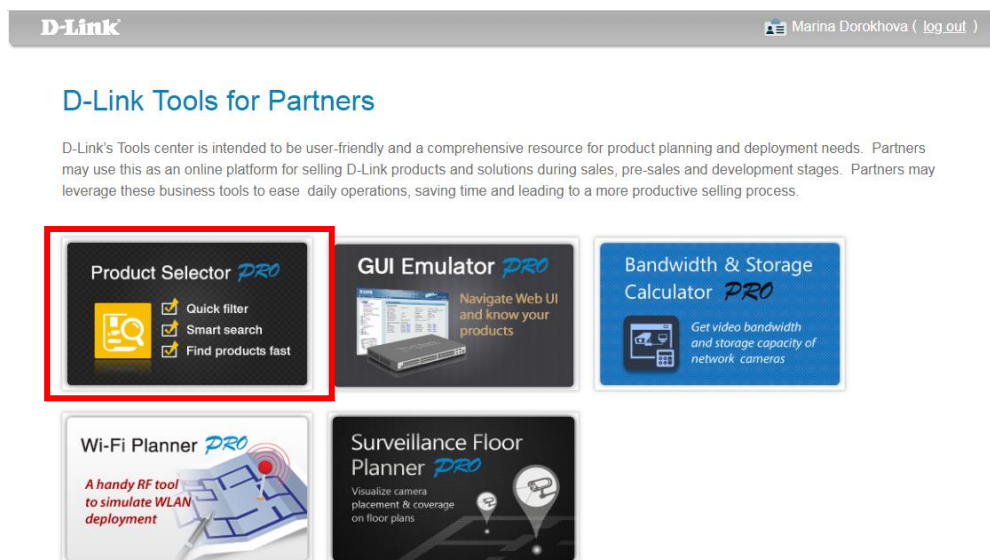 D-Link
Marina Dorokhova ( log out )
D-Link Tools for Partners
D-Link's Tools center is intended to be user-friendly and a comprehensive resource for product planning and deployment needs. Partners
may use this as an online platform for selling D-Link products and solutions during sales, pre-sales and development stages. Partners may
leverage these business tools to ease daily operations, saving time and leading to a more productive selling process.
Product Selector PRO
Quick filter
Smart search
Find products fast
GUI Emulator PRO
Navigate Web UI
and know your
products
Bandwidth & Storage
Calculator PRO
Get video bandwidth
and storage capacity of
network cameras
Wi-Fi Planner PRO
A handy RF tool
to simulate WLAN
deployment
Surveillance Floor
Planner PRO
Visualize camera
placement & coverage
on floor plans